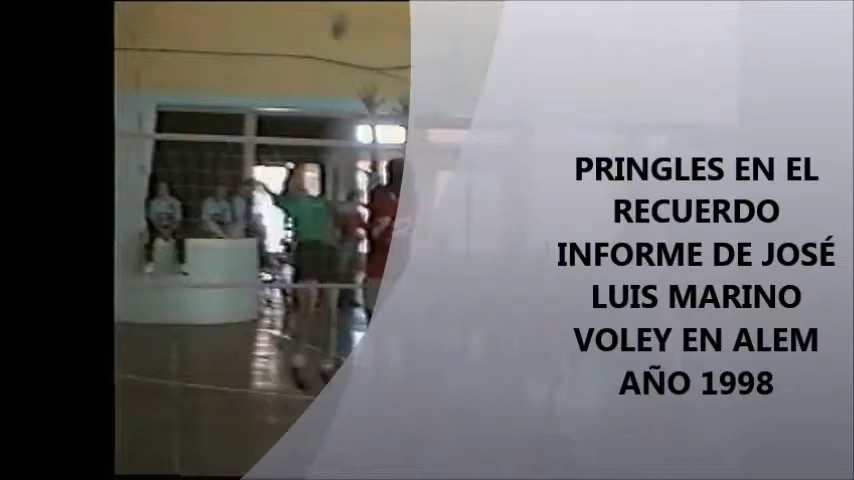 PRINGLES EN EL
RECUERDO
INFORME DE JOSÉ
LUIS MARINO
VOLEY EN ALEM
AÑO 1998